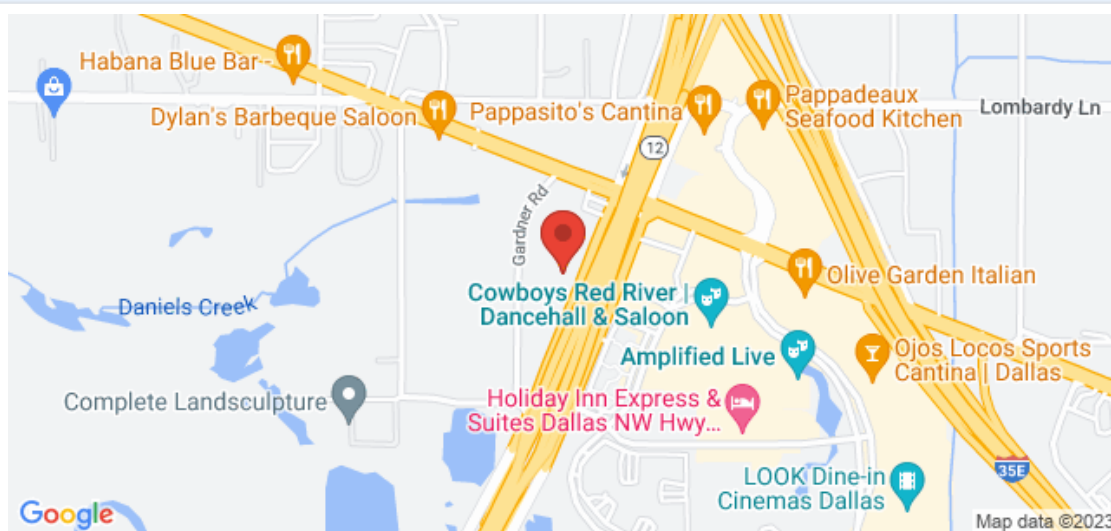 Habana Blue Bar
Dylan's Barbeque Saloon
Pappasito's Cantina
Pappadeaux
Seafood Kitchen
Lombardy Ln
12
Gardner Rd
Daniels Creek
Cowboys Red River |
Dancehall & Saloon
Olive Garden Italian
Amplified Live
Ojos Locos Sports
Cantina | Dallas
Complete Landsculpture
Holiday Inn Express &
Suites Dallas NW Hwy...
35E
LOOK Dine-in
Cinemas Dallas
Google
Map data ©2023